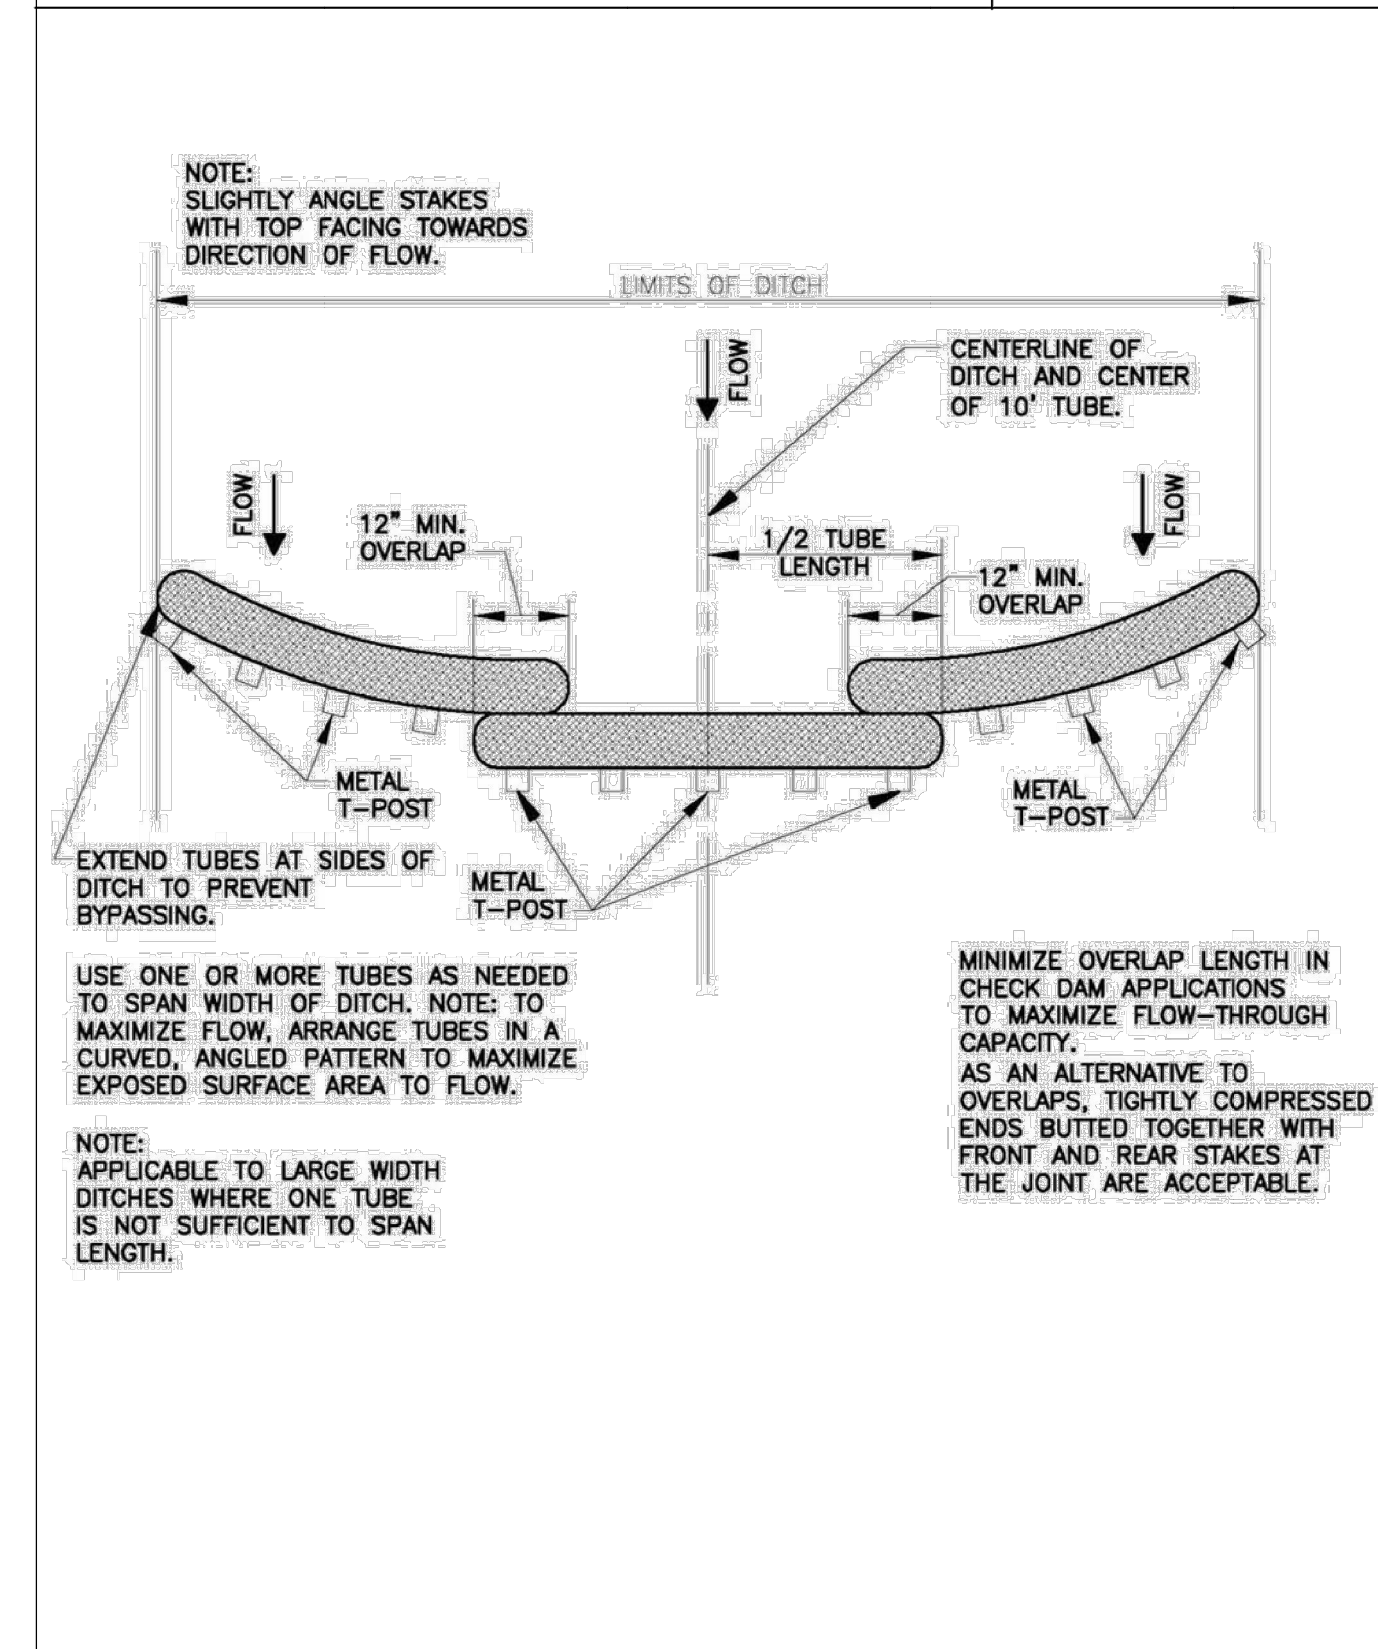 NOTE:
SLIGHTLY ANGLE STAKES
WITH TOP FACING TOWARDS
DIRECTION OF FLOW.
LIMITS OF DITCH
FLOW
CENTERLINE OF
DITCH AND CENTER
OF 10' TUBE.
FLOW
12" MIN.
OVERLAP
1/2 TUBE
LENGTH
FLOW
12" MIN.
OVERLAP
METAL
T-POST
METAL
T-POST
EXTEND TUBES AT SIDES OF
DITCH TO PREVENT
BYPASSING.
METAL
T-POST
USE ONE OR MORE TUBES AS NEEDED
TO SPAN WIDTH OF DITCH. NOTE: TO
MAXIMIZE FLOW, ARRANGE TUBES IN A
CURVED, ANGLED PATTERN TO MAXIMIZE
EXPOSED SURFACE AREA TO FLOW.
MINIMIZE OVERLAP LENGTH IN
CHECK DAM APPLICATIONS
TO MAXIMIZE FLOW-THROUGH
CAPACITY.
AS AN ALTERNATIVE TO
OVERLAPS, TIGHTLY COMPRESSED
ENDS BUTTED TOGETHER WITH
FRONT AND REAR STAKES AT
THE JOINT ARE ACCEPTABLE.
NOTE:
APPLICABLE TO LARGE WIDTH
DITCHES WHERE ONE TUBE
IS NOT SUFFICIENT TO SPAN
LENGTH.